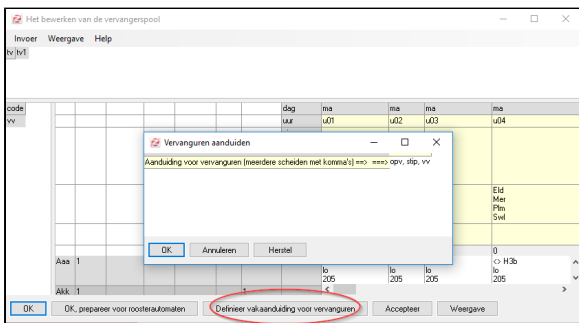 Het bewerken van de vervangerspool
Invoer Weergave Help
tv tv1
code dag ma ma ma ma
vv uur u01 u02 u03 u04
Vervanguren aanduiden
Aanduiding voor vervanguren (meerdere scheiden met komma's) ==> ===> opv, stip, vv
OK Annuleren Herstel
Eld
Mer
Plm
Swl
0
Aaa 1 <> H3b
lo lo lo lo
205 205 205 205
Akk 1 1
OK OK, prepareer voor roosterautomaten Definieer vakaanduiding voor vervanguren Accepteer Weergave